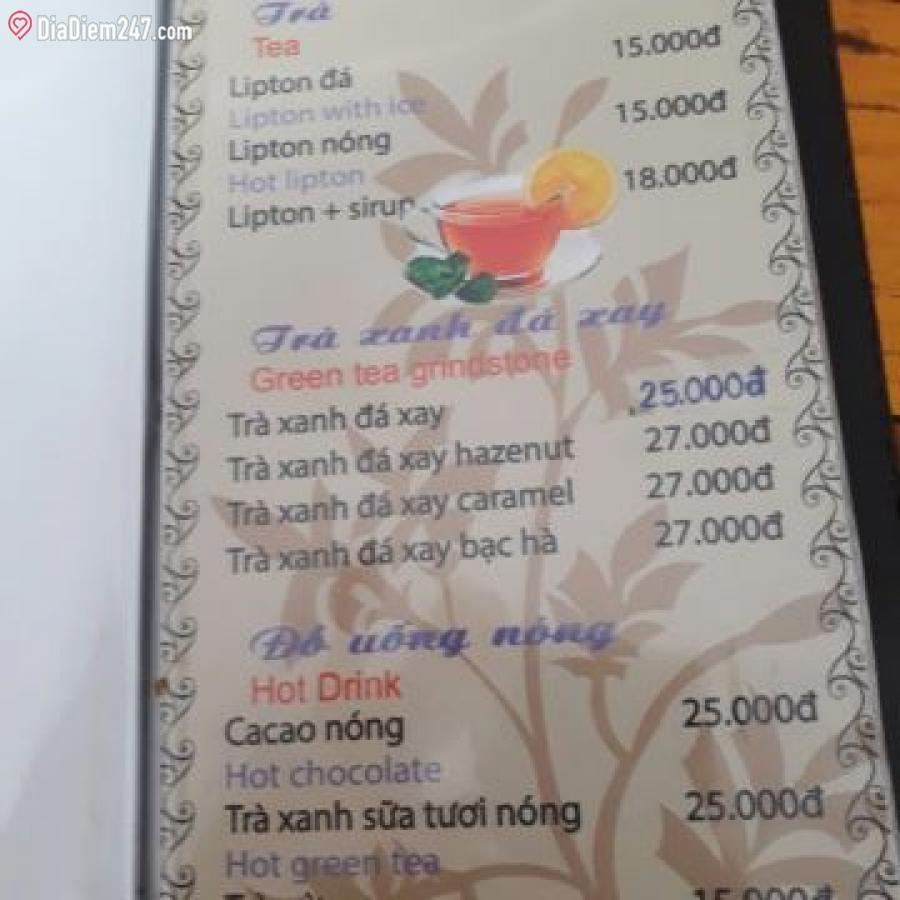 DiaDiem247.com
Trà
Tea
Lipton đá 15.000đ
Lipton with ice
Lipton nóng 15.000đ
Hot lipton
Lipton + sirup 18.000đ
Trà xanh đá xay
Green tea grindstone
Trà xanh đá xay 25.000đ
Trà xanh đá xay hazenut 27.000đ
Trà xanh đá xay caramel 27.000đ
Trà xanh đá xay bạc hà 27.000đ
Đồ uống nóng
Hot Drink
Cacao nóng 25.000đ
Hot chocolate
Trà xanh sữa tươi nóng 25.000đ
Hot green tea
15.000đ